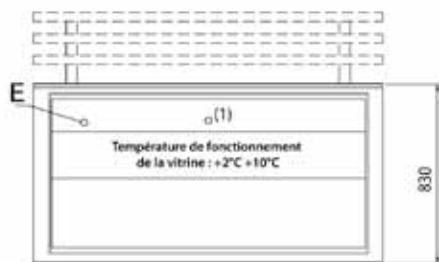 E
(1)
Température de fonctionnement
de la vitrine : +2°C +10°C
830